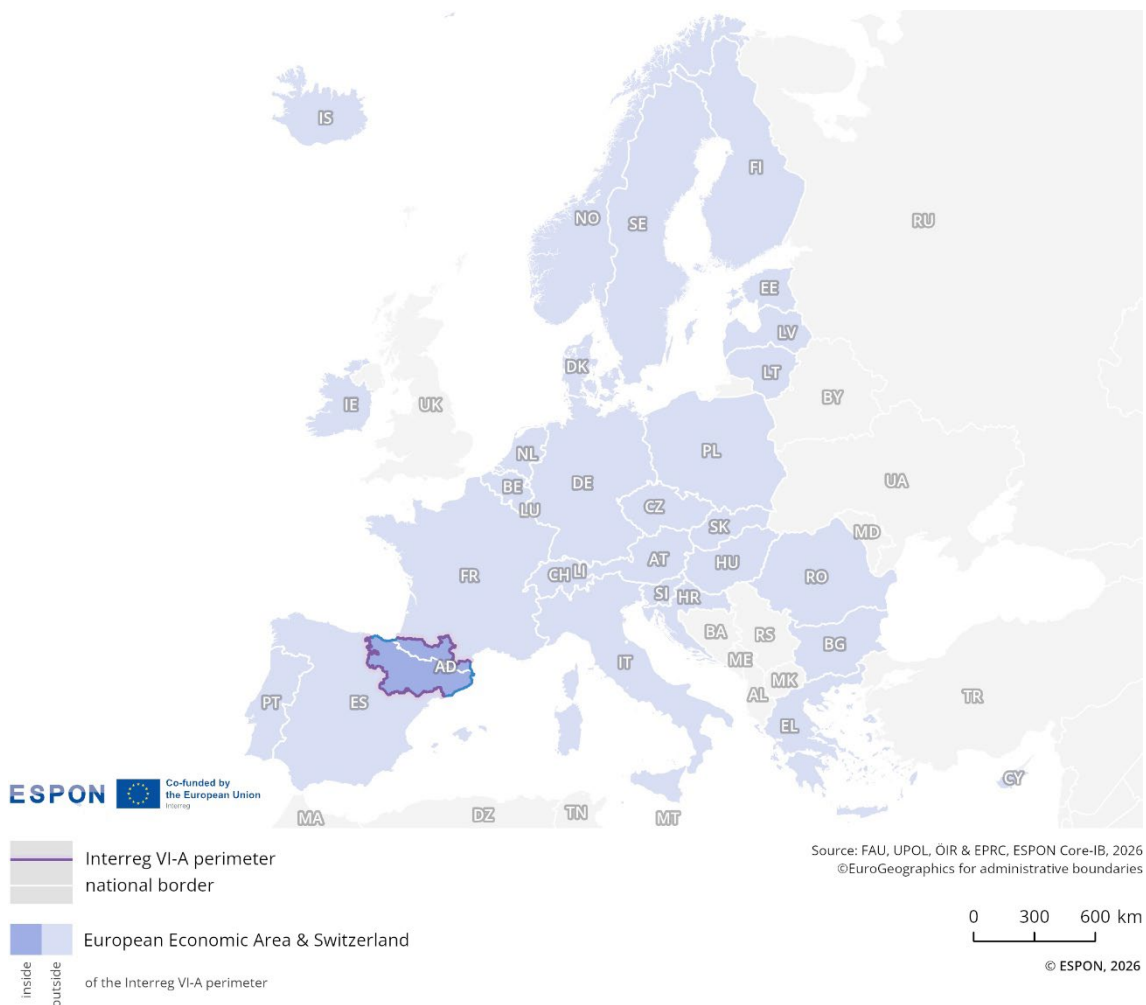 IS
FI
NO
SE
RU
EE
LV
DK
LT
IE
UK
BY
NL
PL
BE
DE
UA
LU
CZ
SK
MD
AT
FR
CH
LI
HU
RO
SI
HR
BA
RS
BG
IT
ME
AD
MK
AL
PT
ES
TR
EL
CY
ESPON
Co-funded by
the European Union
Interreg
MA
DZ
TN
MT
Interreg VI-A perimeter
national border
European Economic Area & Switzerland
inside
outside
of the Interreg VI-A perimeter
Source: FAU, UPOL, ÖIR & EPRC, ESPON Core-IB, 2026
©EuroGeographics for administrative boundaries
0 300 600 km
© ESPON, 2026